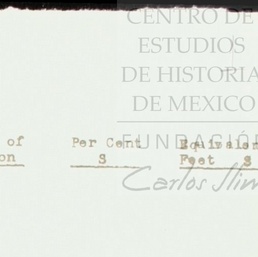 CENTRO DE
ESTUDIOS
DE HISTORIA
DE MEXICO
FUNDACIÓN
Carlos Slim
of Per Cent Equivalen
on S Feet S